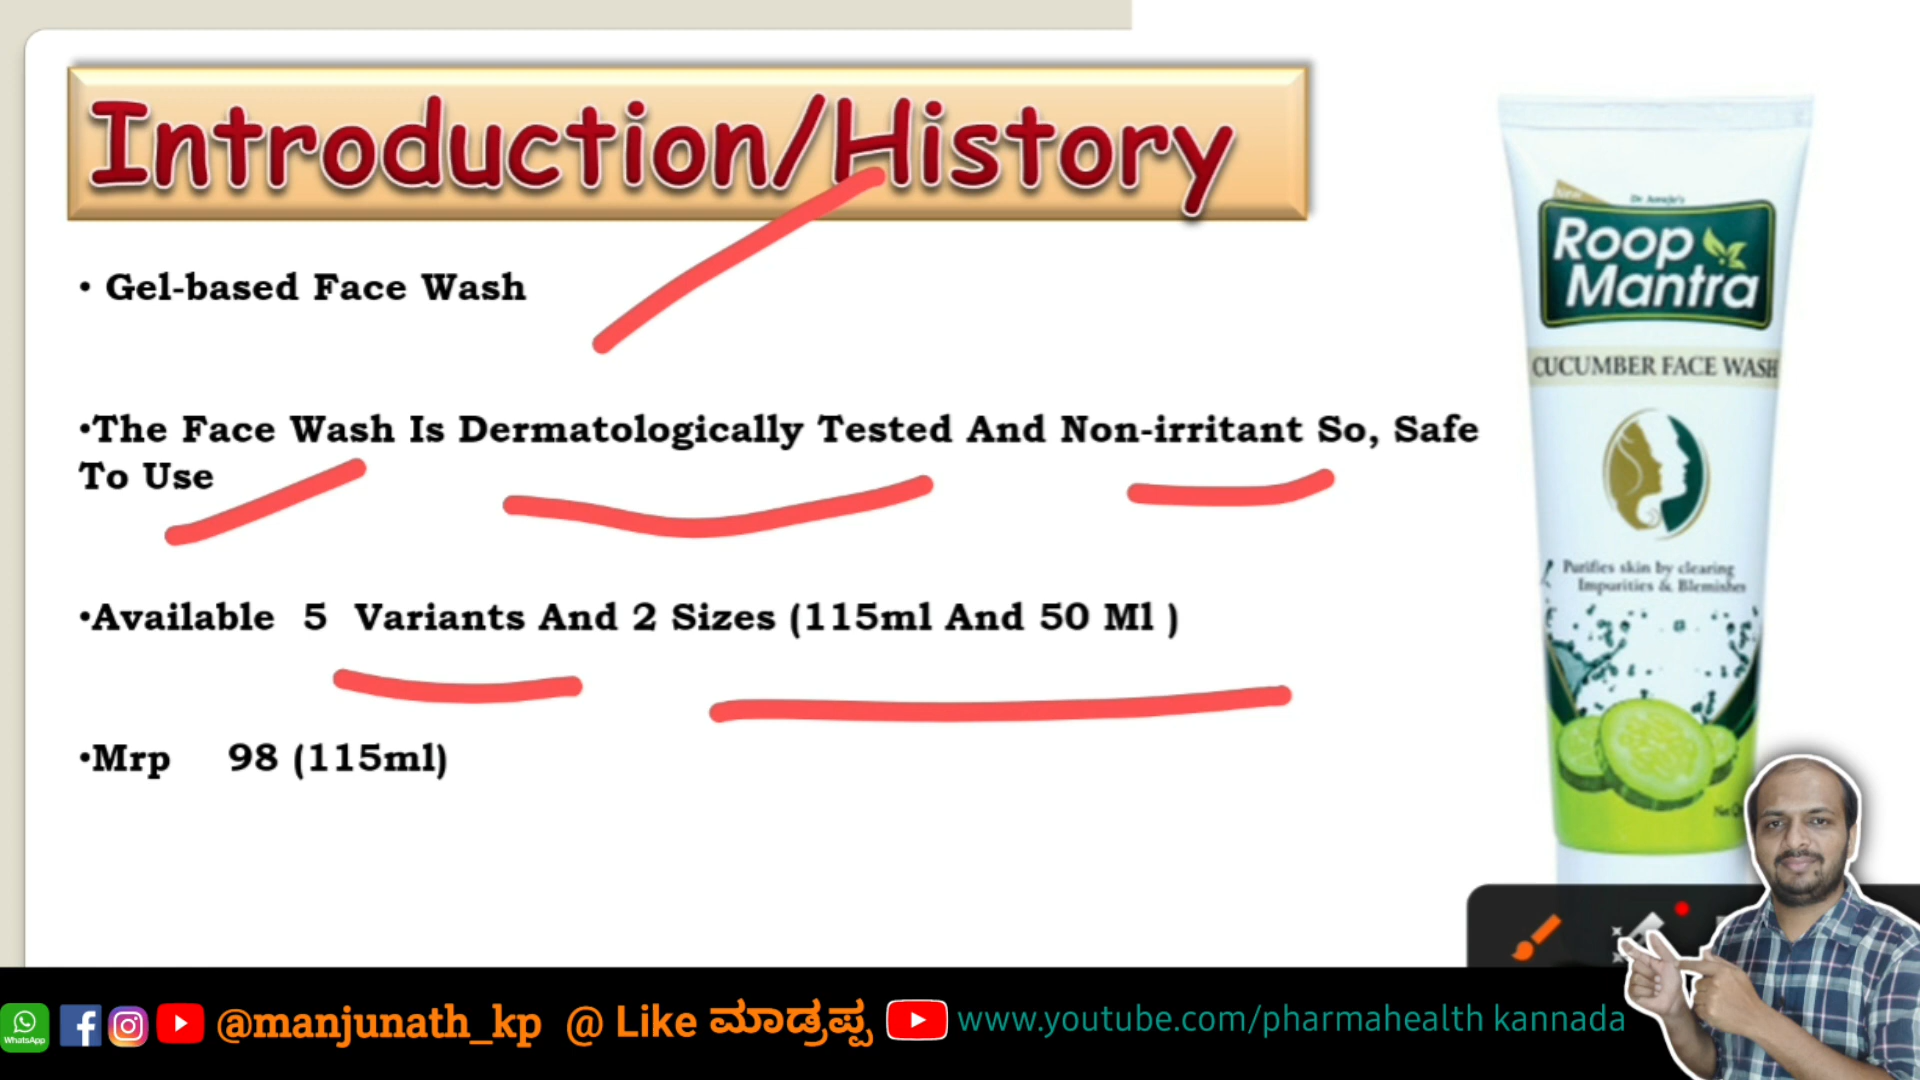 Introduction/History
• Gel-based Face Wash
•The Face Wash Is Dermatologically Tested And Non-irritant So, Safe
To Use
•Available 5 Variants And 2 Sizes (115ml And 50 Ml )
•Mrp 98 (115ml)
Roop
Mantra
CUCUMBER FACE WASH
Purifies skin by clearing
Impurities & Blemishes
WhatsApp
@manjunath_kp @ Like ಮಾಡ್ರಪ್ಪ www.youtube.com/pharmahealth kannada